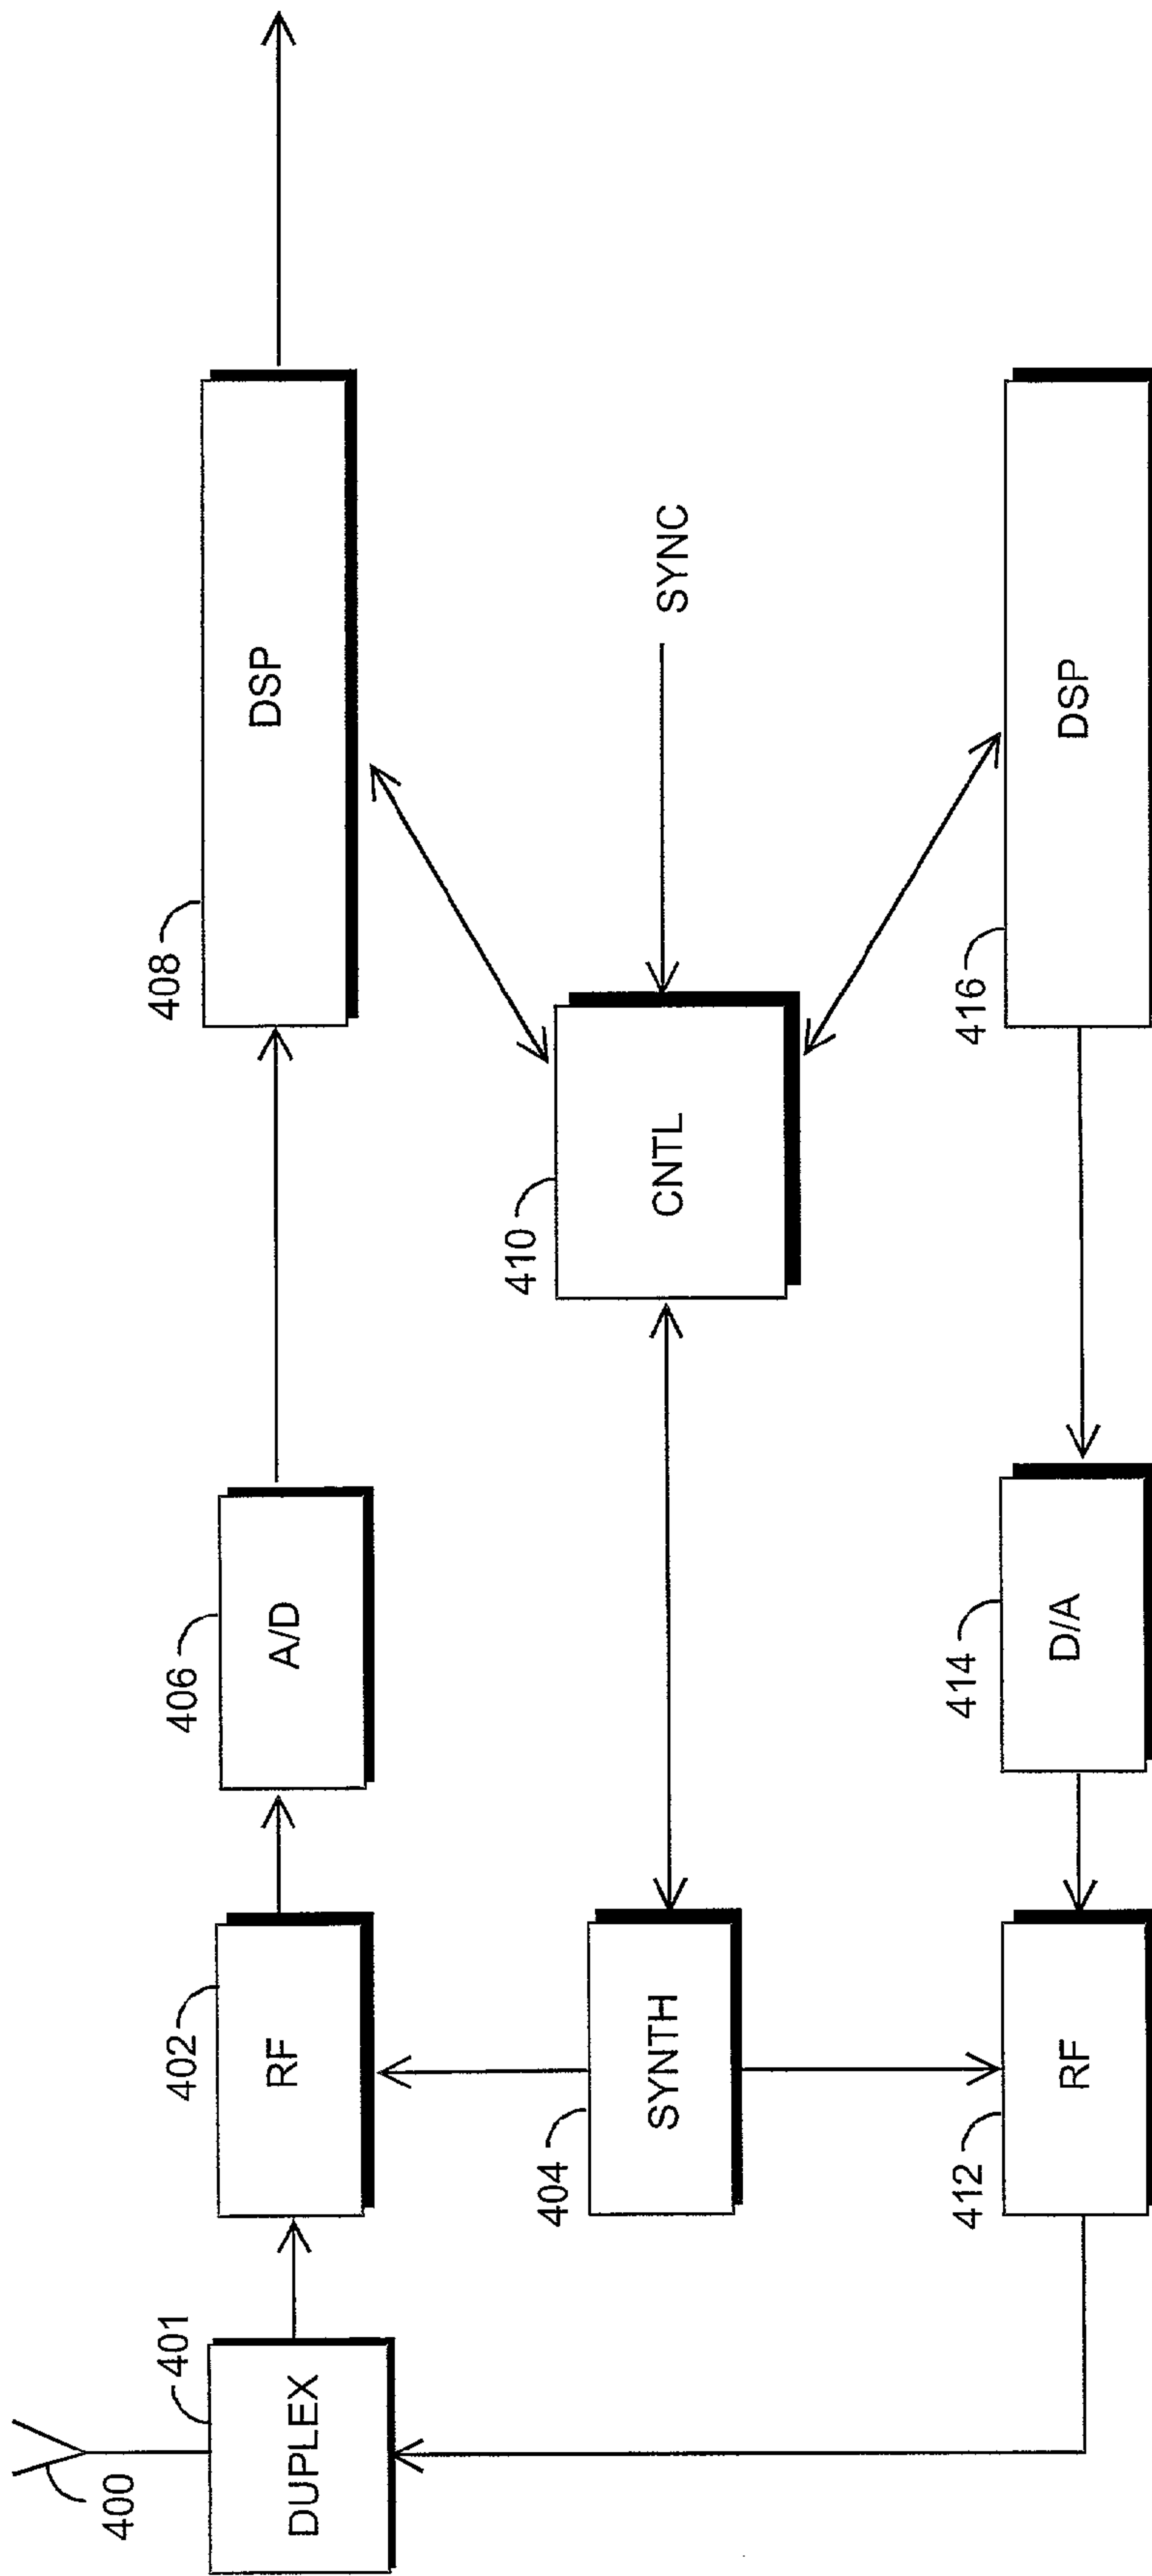 400
401
DUPLEX
402
RF
406
A/D
408
DSP
404
SYNTH
410
CNTL
SYNC
412
RF
414
D/A
416
DSP